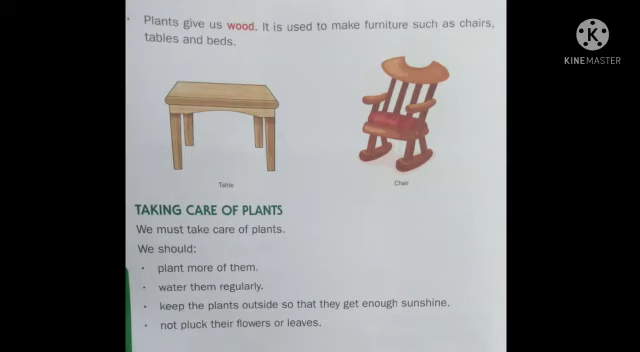 • Plants give us wood. It is used to make furniture such as chairs,
tables and beds.
K
KINEMASTER
Table
Chair
TAKING CARE OF PLANTS
We must take care of plants.
We should:
• plant more of them.
• water them regularly.
• keep the plants outside so that they get enough sunshine.
• not pluck their flowers or leaves.